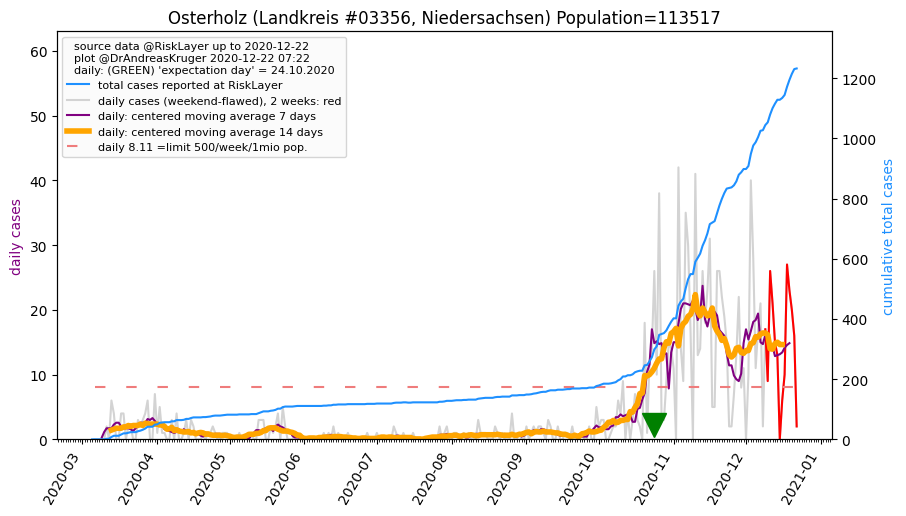 Osterholz (Landkreis #03356, Niedersachsen) Population=113517
source data @RiskLayer up to 2020-12-22
plot @DrAndreasKruger 2020-12-22 07:22
daily: (GREEN) 'expectation day' = 24.10.2020
total cases reported at RiskLayer
daily cases (weekend-flawed), 2 weeks: red
daily: centered moving average 7 days
daily: centered moving average 14 days
daily 8.11 =limit 500/week/1mio pop.
daily cases
60
50
40
30
20
10
0
cumulative total cases
1200
1000
800
600
400
200
0
2020-03
2020-04
2020-05
2020-06
2020-07
2020-08
2020-09
2020-10
2020-11
2020-12
2021-01